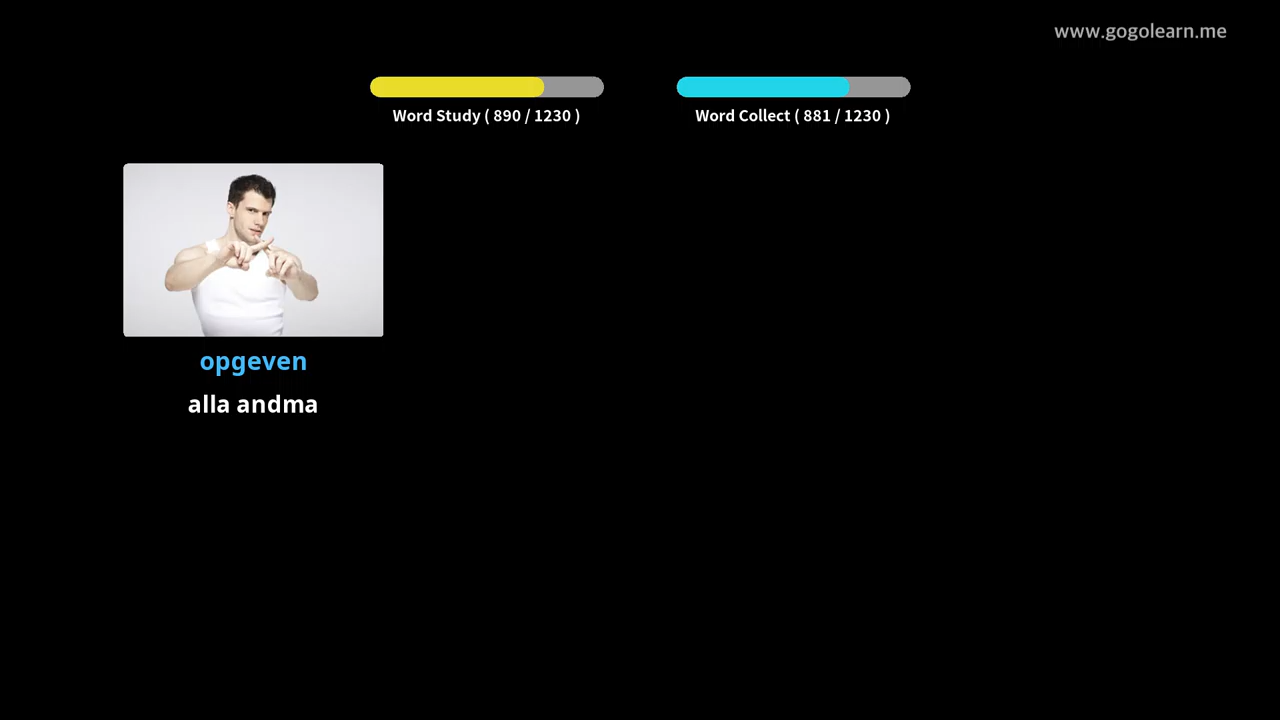 www.gogolearn.me
Word Study ( 890 / 1230 )
Word Collect ( 881 / 1230 )
opgeven
alla andma